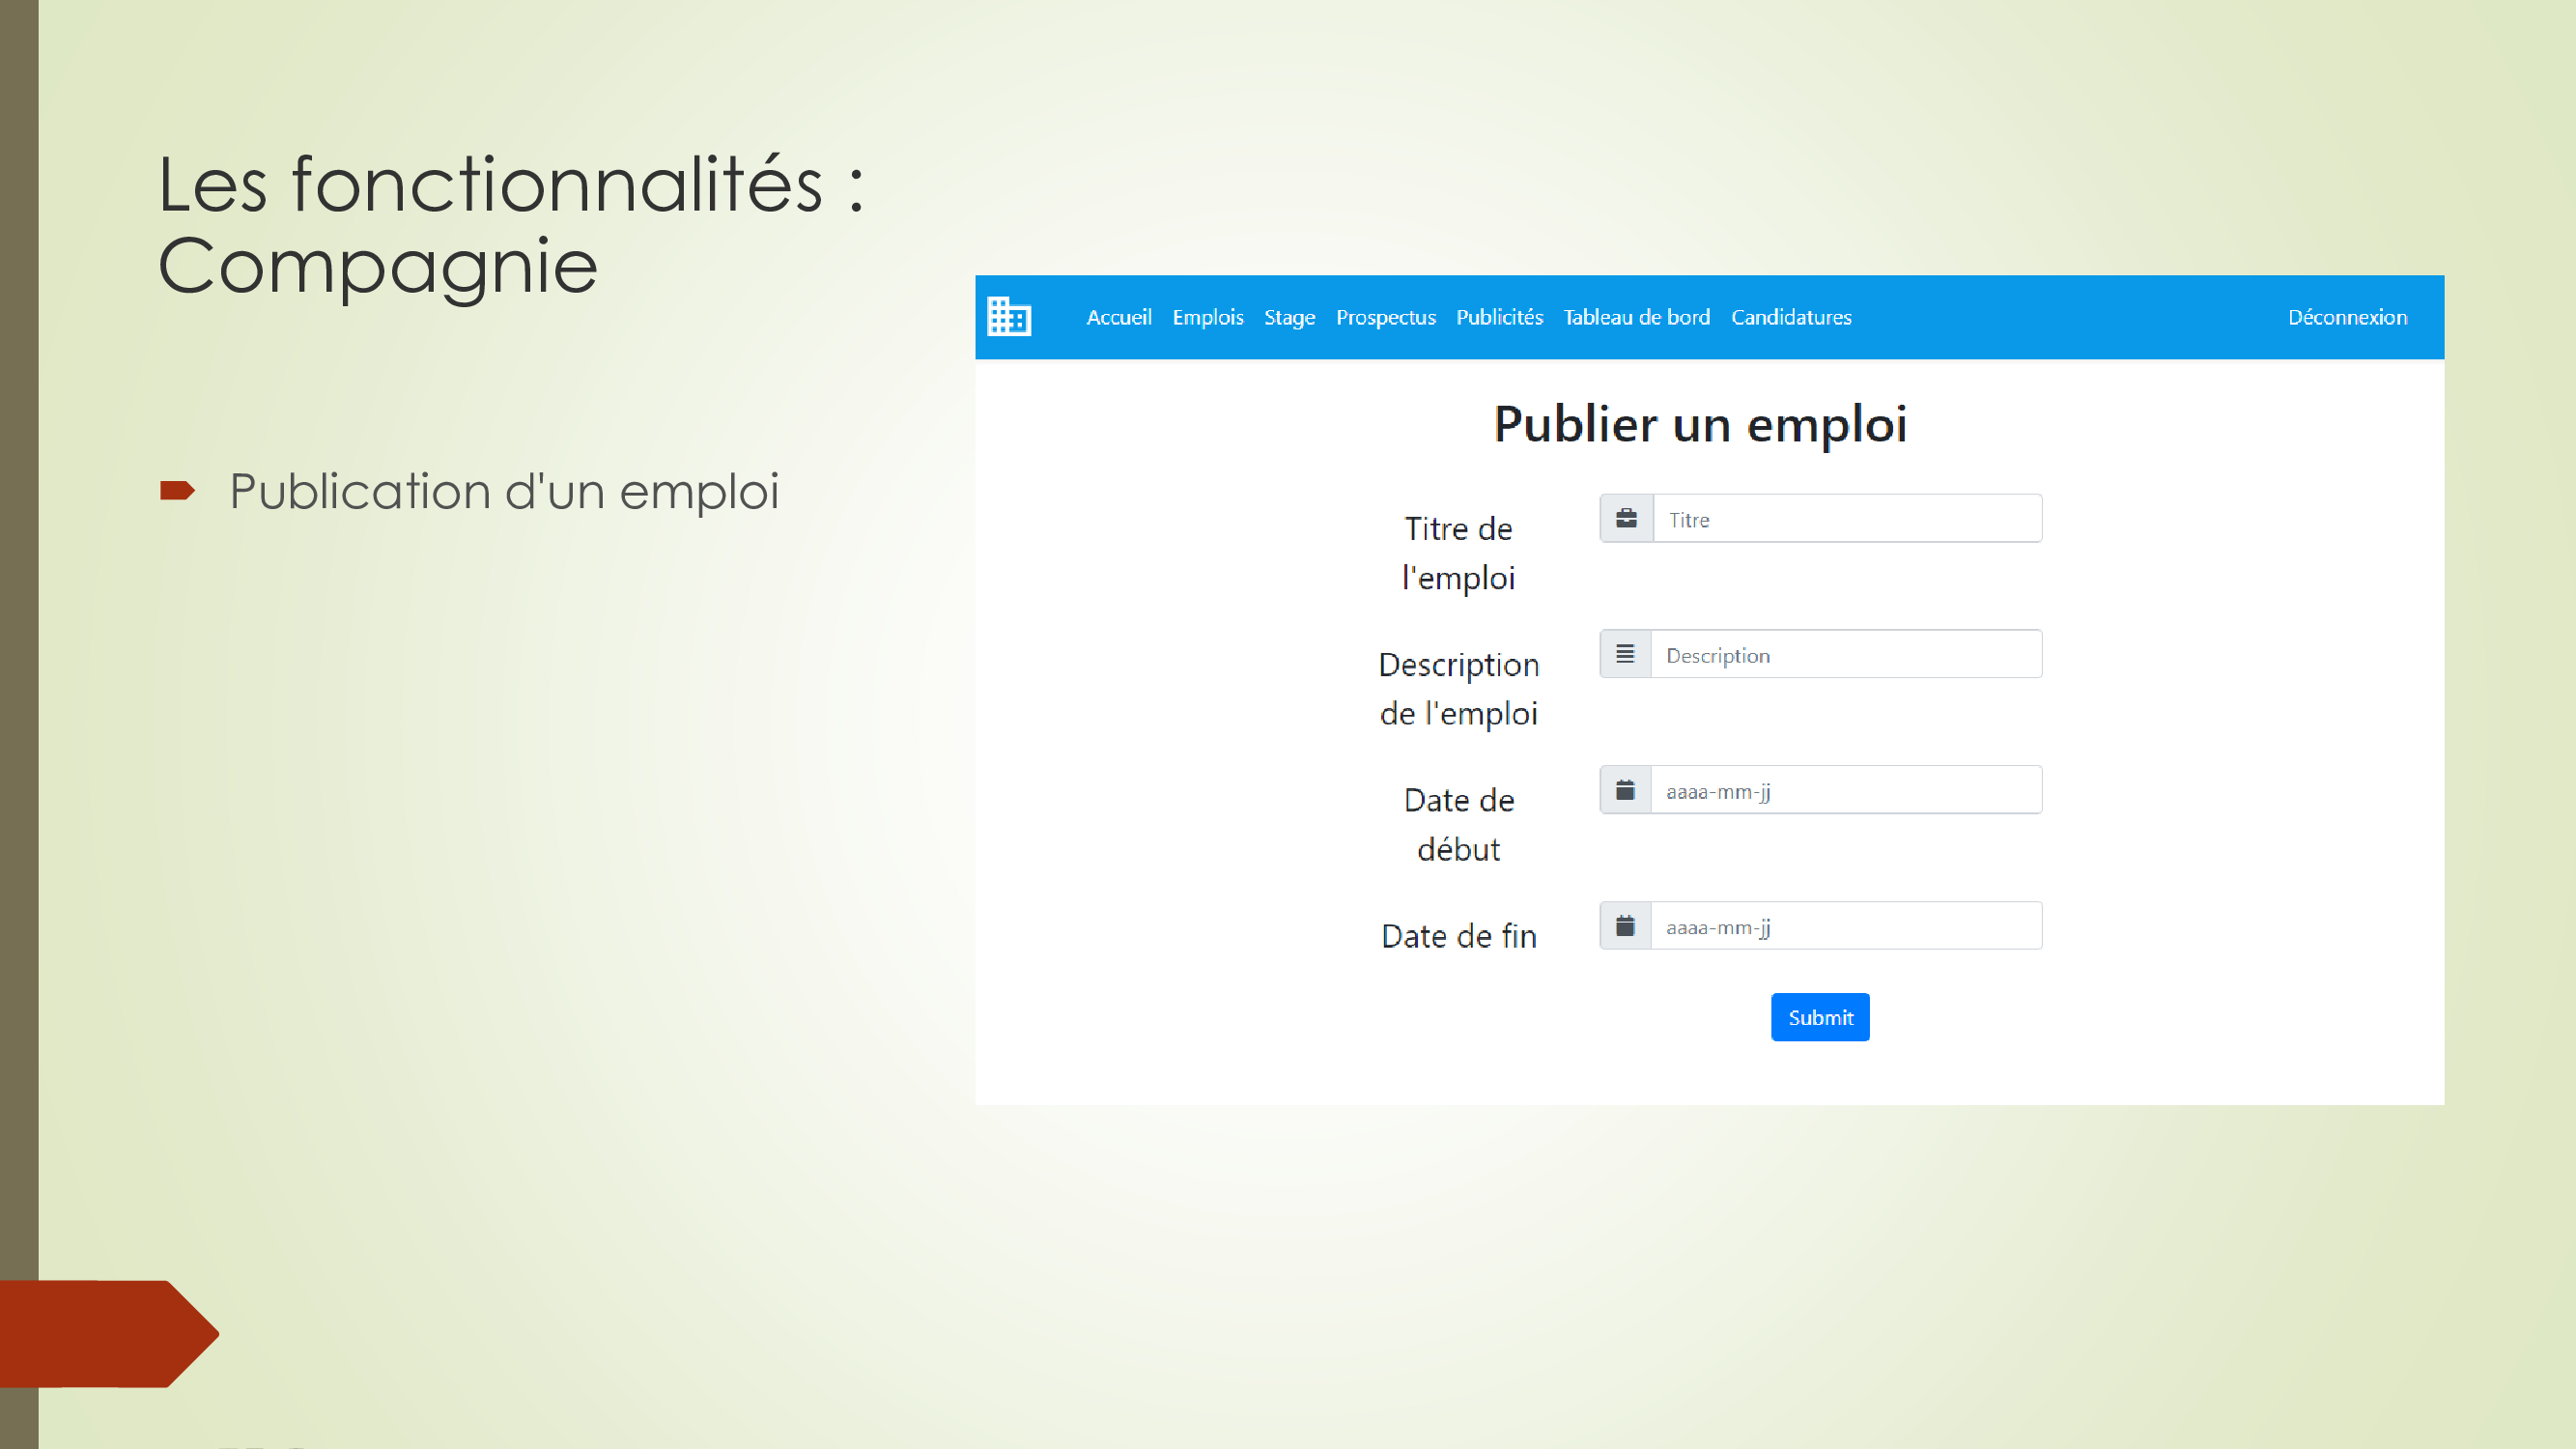 Les fonctionnalités :
Compagnie
Publication d'un emploi
Accueil Emplois Stage Prospectus Publicités Tableau de bord Candidatures Déconnexion
Publier un emploi
Titre de
l'emploi
Titre
Description
de l'emploi
Description
Date de
début
aaaa-mm-jj
Date de fin
aaaa-mm-jj
Submit